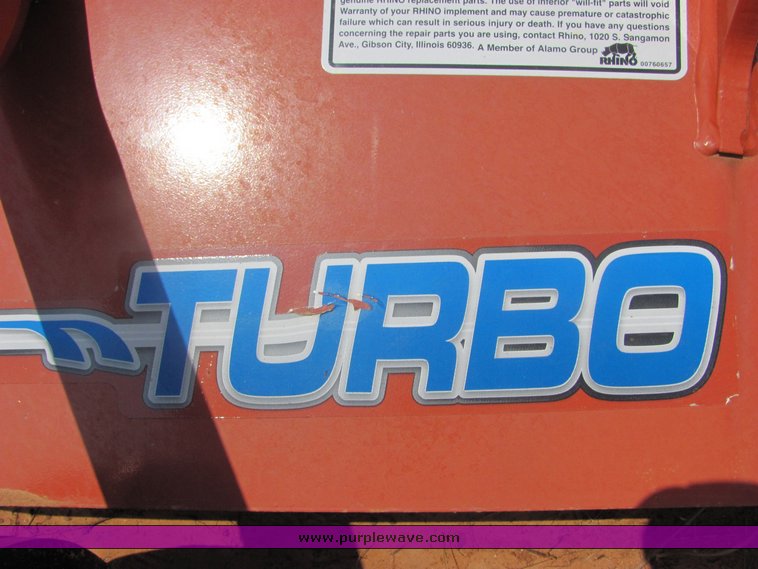 genuine RHINO replacement parts. The use of inferior "will-fit" parts will void
Warranty of your RHINO implement and may cause premature or catastrophic
failure which can result in serious injury or death. If you have any questions
concerning the repair parts you are using, contact Rhino, 1020 S. Sangamon
Ave., Gibson City, Illinois 60936. A Member of Alamo Group
RHINO 00760657
TURBO
www.purplewave.com